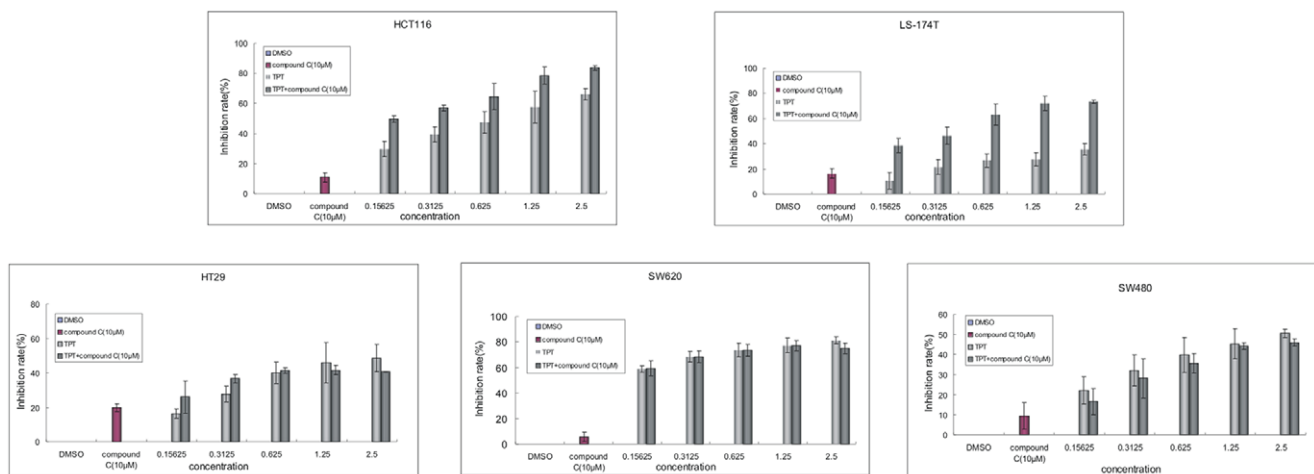 HCT116
Inhibition rate(%)
100
80
60
40
20
0
DMSO
compound C(10μM)
TPT
TPT+compound C(10μM)
DMSO compound 0.15625 0.3125 0.625 1.25 2.5
C(10μM) concentration
LS-174T
Inhibition rate(%)
100
80
60
40
20
0
DMSO
compound C(10μM)
TPT
TPT+compound C(10μM)
DMSO compound 0.15625 0.3125 0.625 1.25 2.5
C(10μM) concentration
HT29
Inhibition rate(%)
80
60
40
20
0
DMSO
compound C(10μM)
TPT
TPT+compound C(10μM)
DMSO compound 0.15625 0.3125 0.625 1.25 2.5
C(10μM) concentration
SW620
Inhibition rate(%)
100
80
60
40
20
0
DMSO
compound C(10μM)
TPT
TPT+compound C(10μM)
DMSO compound 0.15625 0.3125 0.625 1.25 2.5
C(10μM) concentration
SW480
Inhibition rate(%)
60
50
40
30
20
10
0
DMSO
compound C(10μM)
TPT
TPT+compound C(10μM)
DMSO compound 0.15625 0.3125 0.625 1.25 2.5
C(10μM) concentration